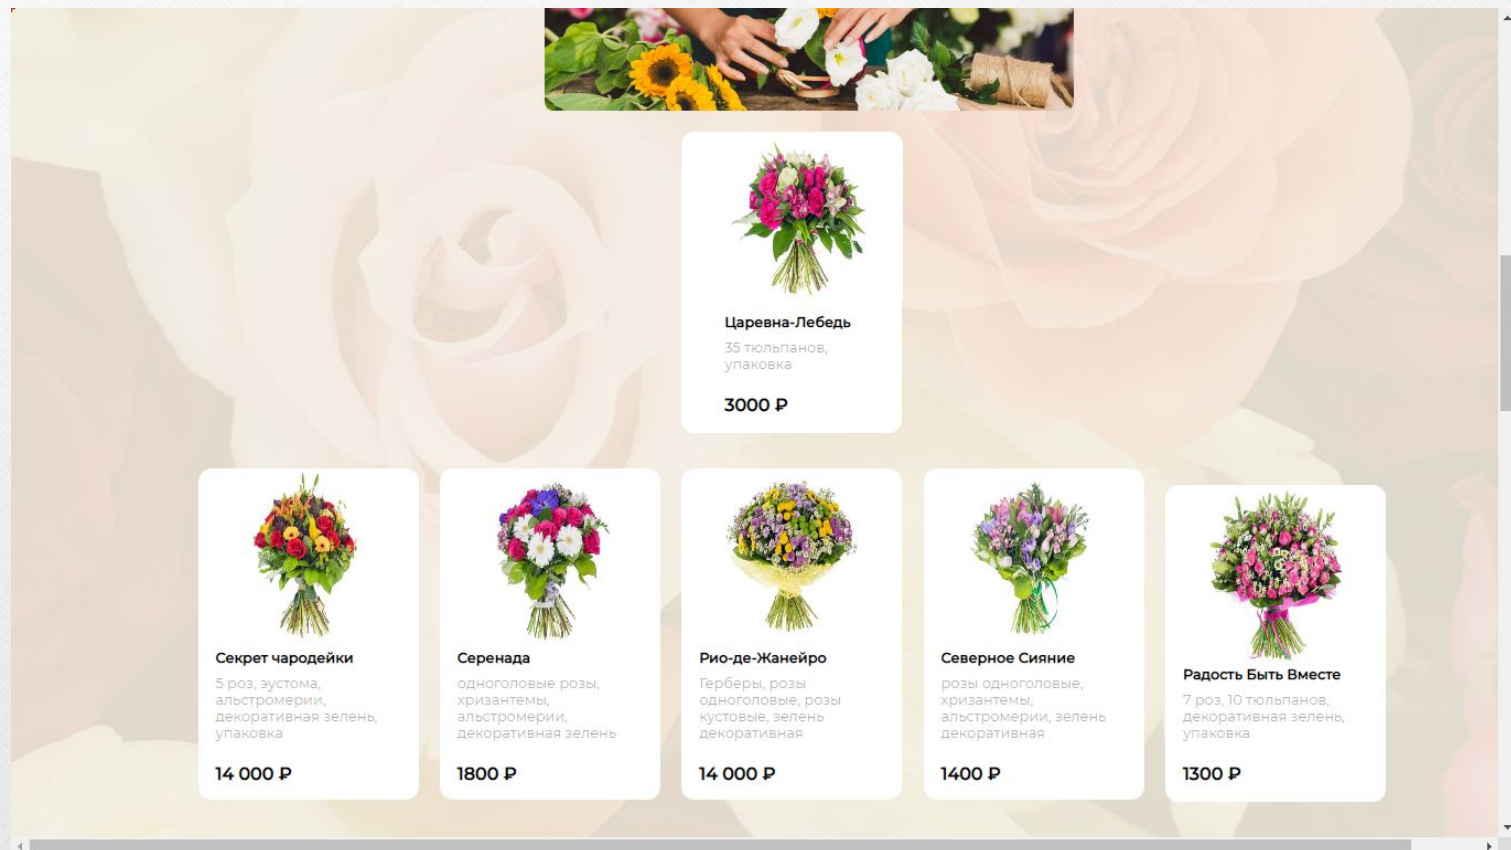 Царевна-Лебедь
35 тюльпанов,
упаковка
3000 ₽
Секрет чародейки
5 роз, эустома,
альстромерии,
декоративная зелень,
упаковка
14 000 ₽
Серенада
одноголовые розы,
хризантемы,
альстромерии,
декоративная зелень
1800 ₽
Рио-де-Жанейро
Герберы, розы
одноголовые, розы
кустовые, зелень
декоративная
14 000 ₽
Северное Сияние
розы одноголовые,
хризантемы,
альстромерии, зелень
декоративная
1400 ₽
Радость Быть Вместе
7 роз, 10 тюльпанов,
декоративная зелень,
упаковка
1300 ₽